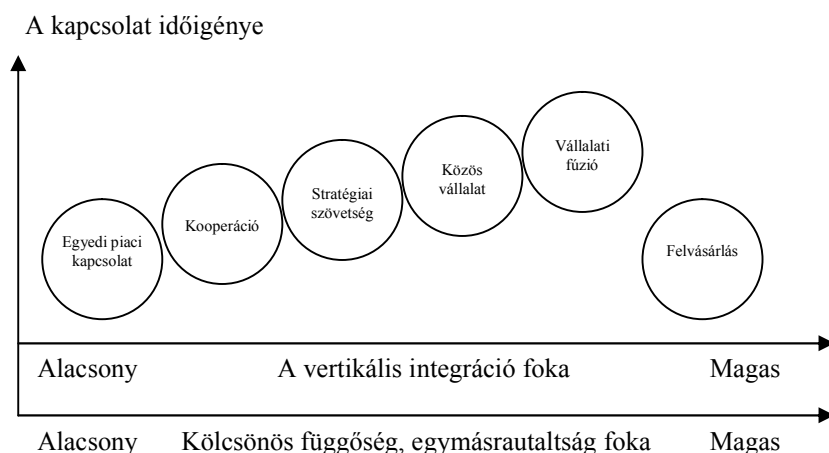 A kapcsolat időigénye
Vállalati
fúzió
Közös
vállalat
Stratégiai
szövetség
Kooperáció
Egyedi piaci
kapcsolat
Felvásárlás
Alacsony A vertikális integráció foka Magas
Alacsony Kölcsönös függőség, egymásrautaltság foka Magas